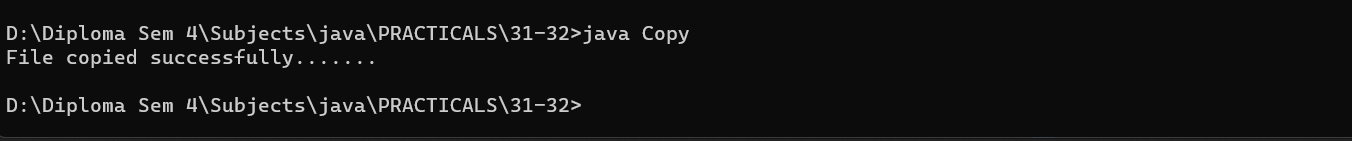 D:\Diploma Sem 4\Subjects\java\PRACTICALS\31-32>java Copy
File copied successfully.......
D:\Diploma Sem 4\Subjects\java\PRACTICALS\31-32>